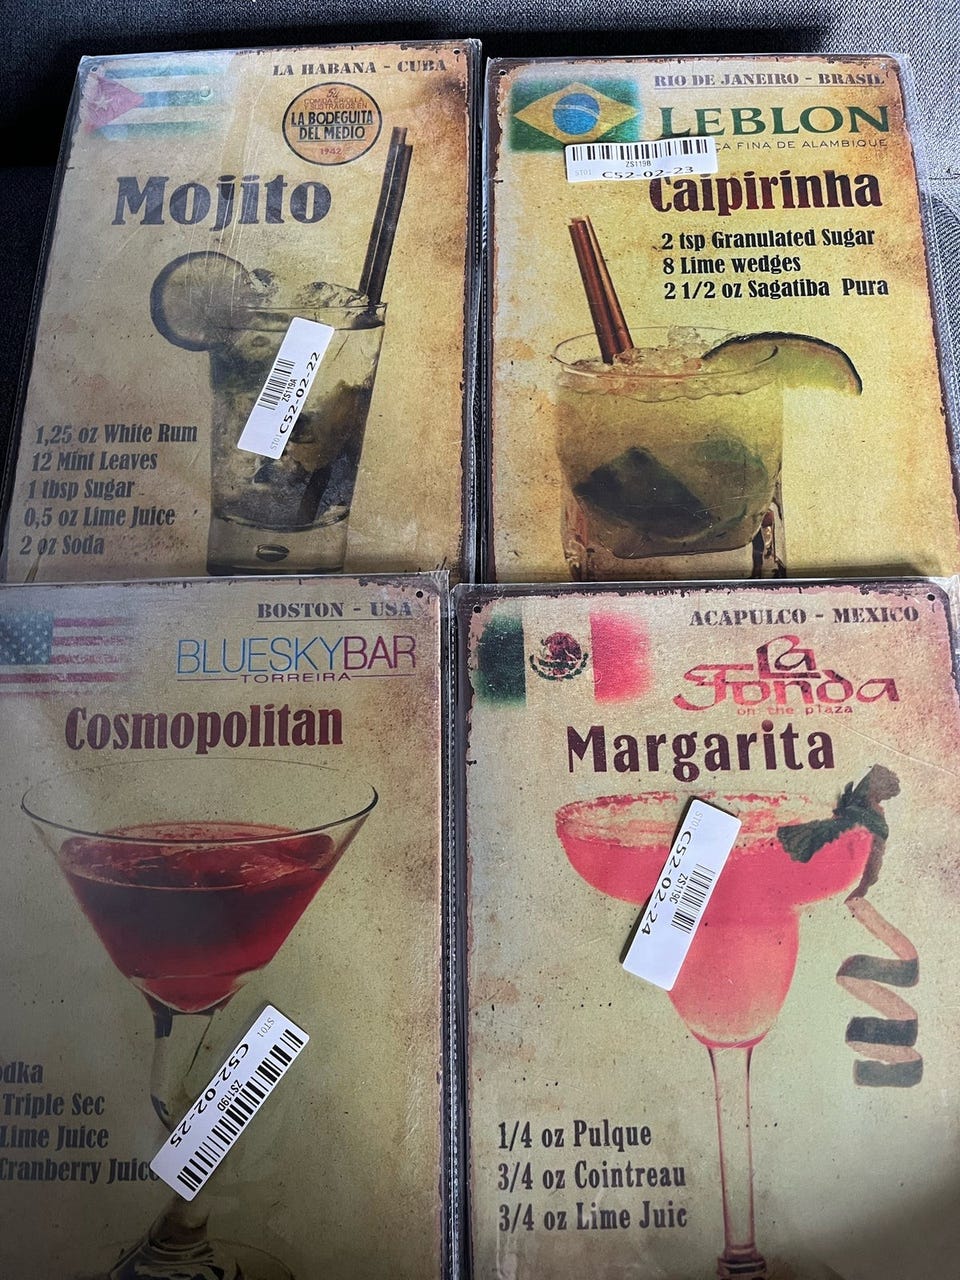 LA HABANA - CUBA
LA BODEGUITA
DEL MEDIO
1942
Mojito
ZS119A
ST01 C52-02-22
1,25 oz White Rum
12 Mint Leaves
1 tbsp Sugar
0,5 oz Lime Juice
2 oz Soda
RIO DE JANEIRO - BRASIL
LEBLON
ÇA FINA DE ALAMBIQUE
ZS119B
ST01 C52-02-23
Caipirinha
2 tsp Granulated Sugar
8 Lime wedges
2 1/2 oz Sagatiba Pura
BOSTON - USA
BLUESKYBAR
TORREIRA
Cosmopolitan
ZS119D
ST01 C52-02-25
odka
Triple Sec
Lime Juice
Cranberry Juice
ACAPULCO - MEXICO
La
Fonda
on the plaza
Margarita
ST01 C52-02-24
ZS119C
1/4 oz Pulque
3/4 oz Cointreau
3/4 oz Lime Juic